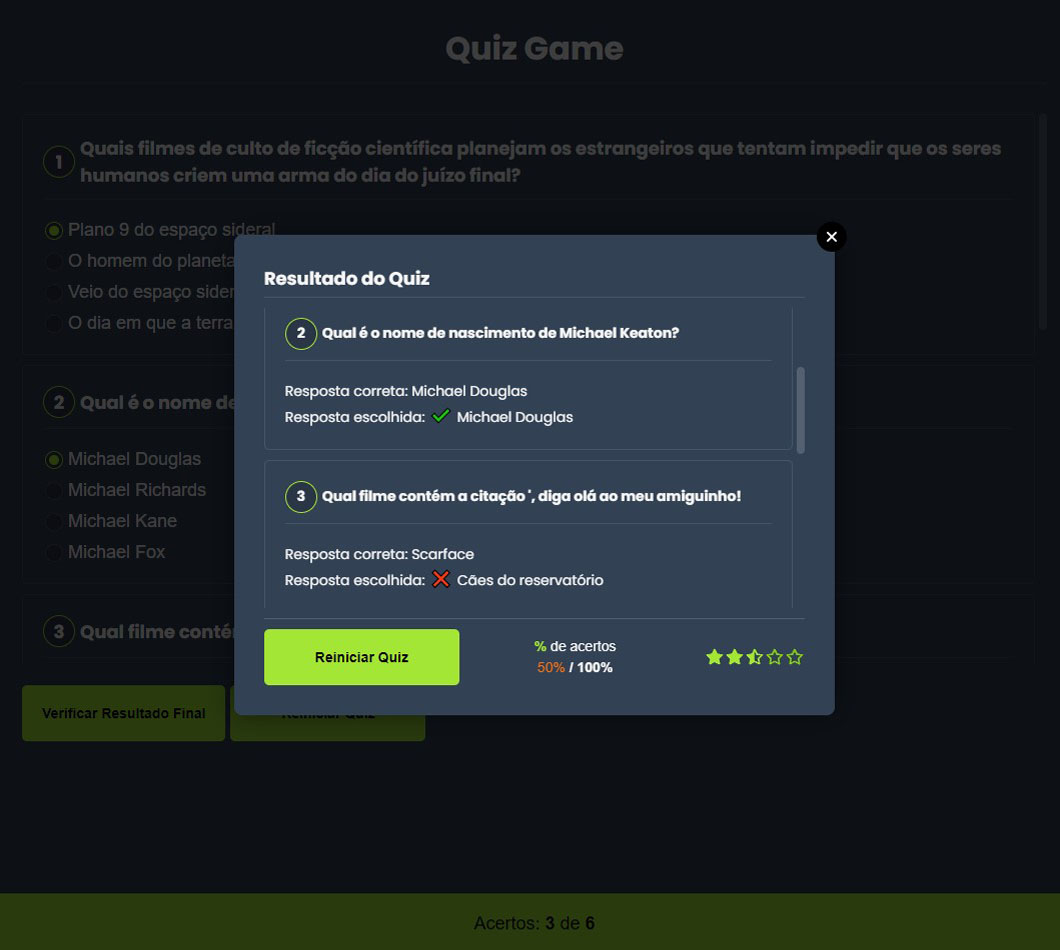 Quiz Game
1 Quais filmes de culto de ficção científica planejam os estrangeiros que tentam impedir que os seres
humanos criem uma arma do dia do juízo final?
Plano 9 do espaço sideral
O homem do planeta
Veio do espaço sider
O dia em que a terra
2 Qual é o nome de
Michael Douglas
Michael Richards
Michael Kane
Michael Fox
3 Qual filme conté
Verificar Resultado Final
Reiniciar Quiz
Resultado do Quiz
2 Qual é o nome de nascimento de Michael Keaton?
Resposta correta: Michael Douglas
Resposta escolhida: Michael Douglas
3 Qual filme contém a citação ', diga olá ao meu amiguinho!
Resposta correta: Scarface
Resposta escolhida: Cães do reservatório
Reiniciar Quiz
% de acertos
50% / 100%
Acertos: 3 de 6